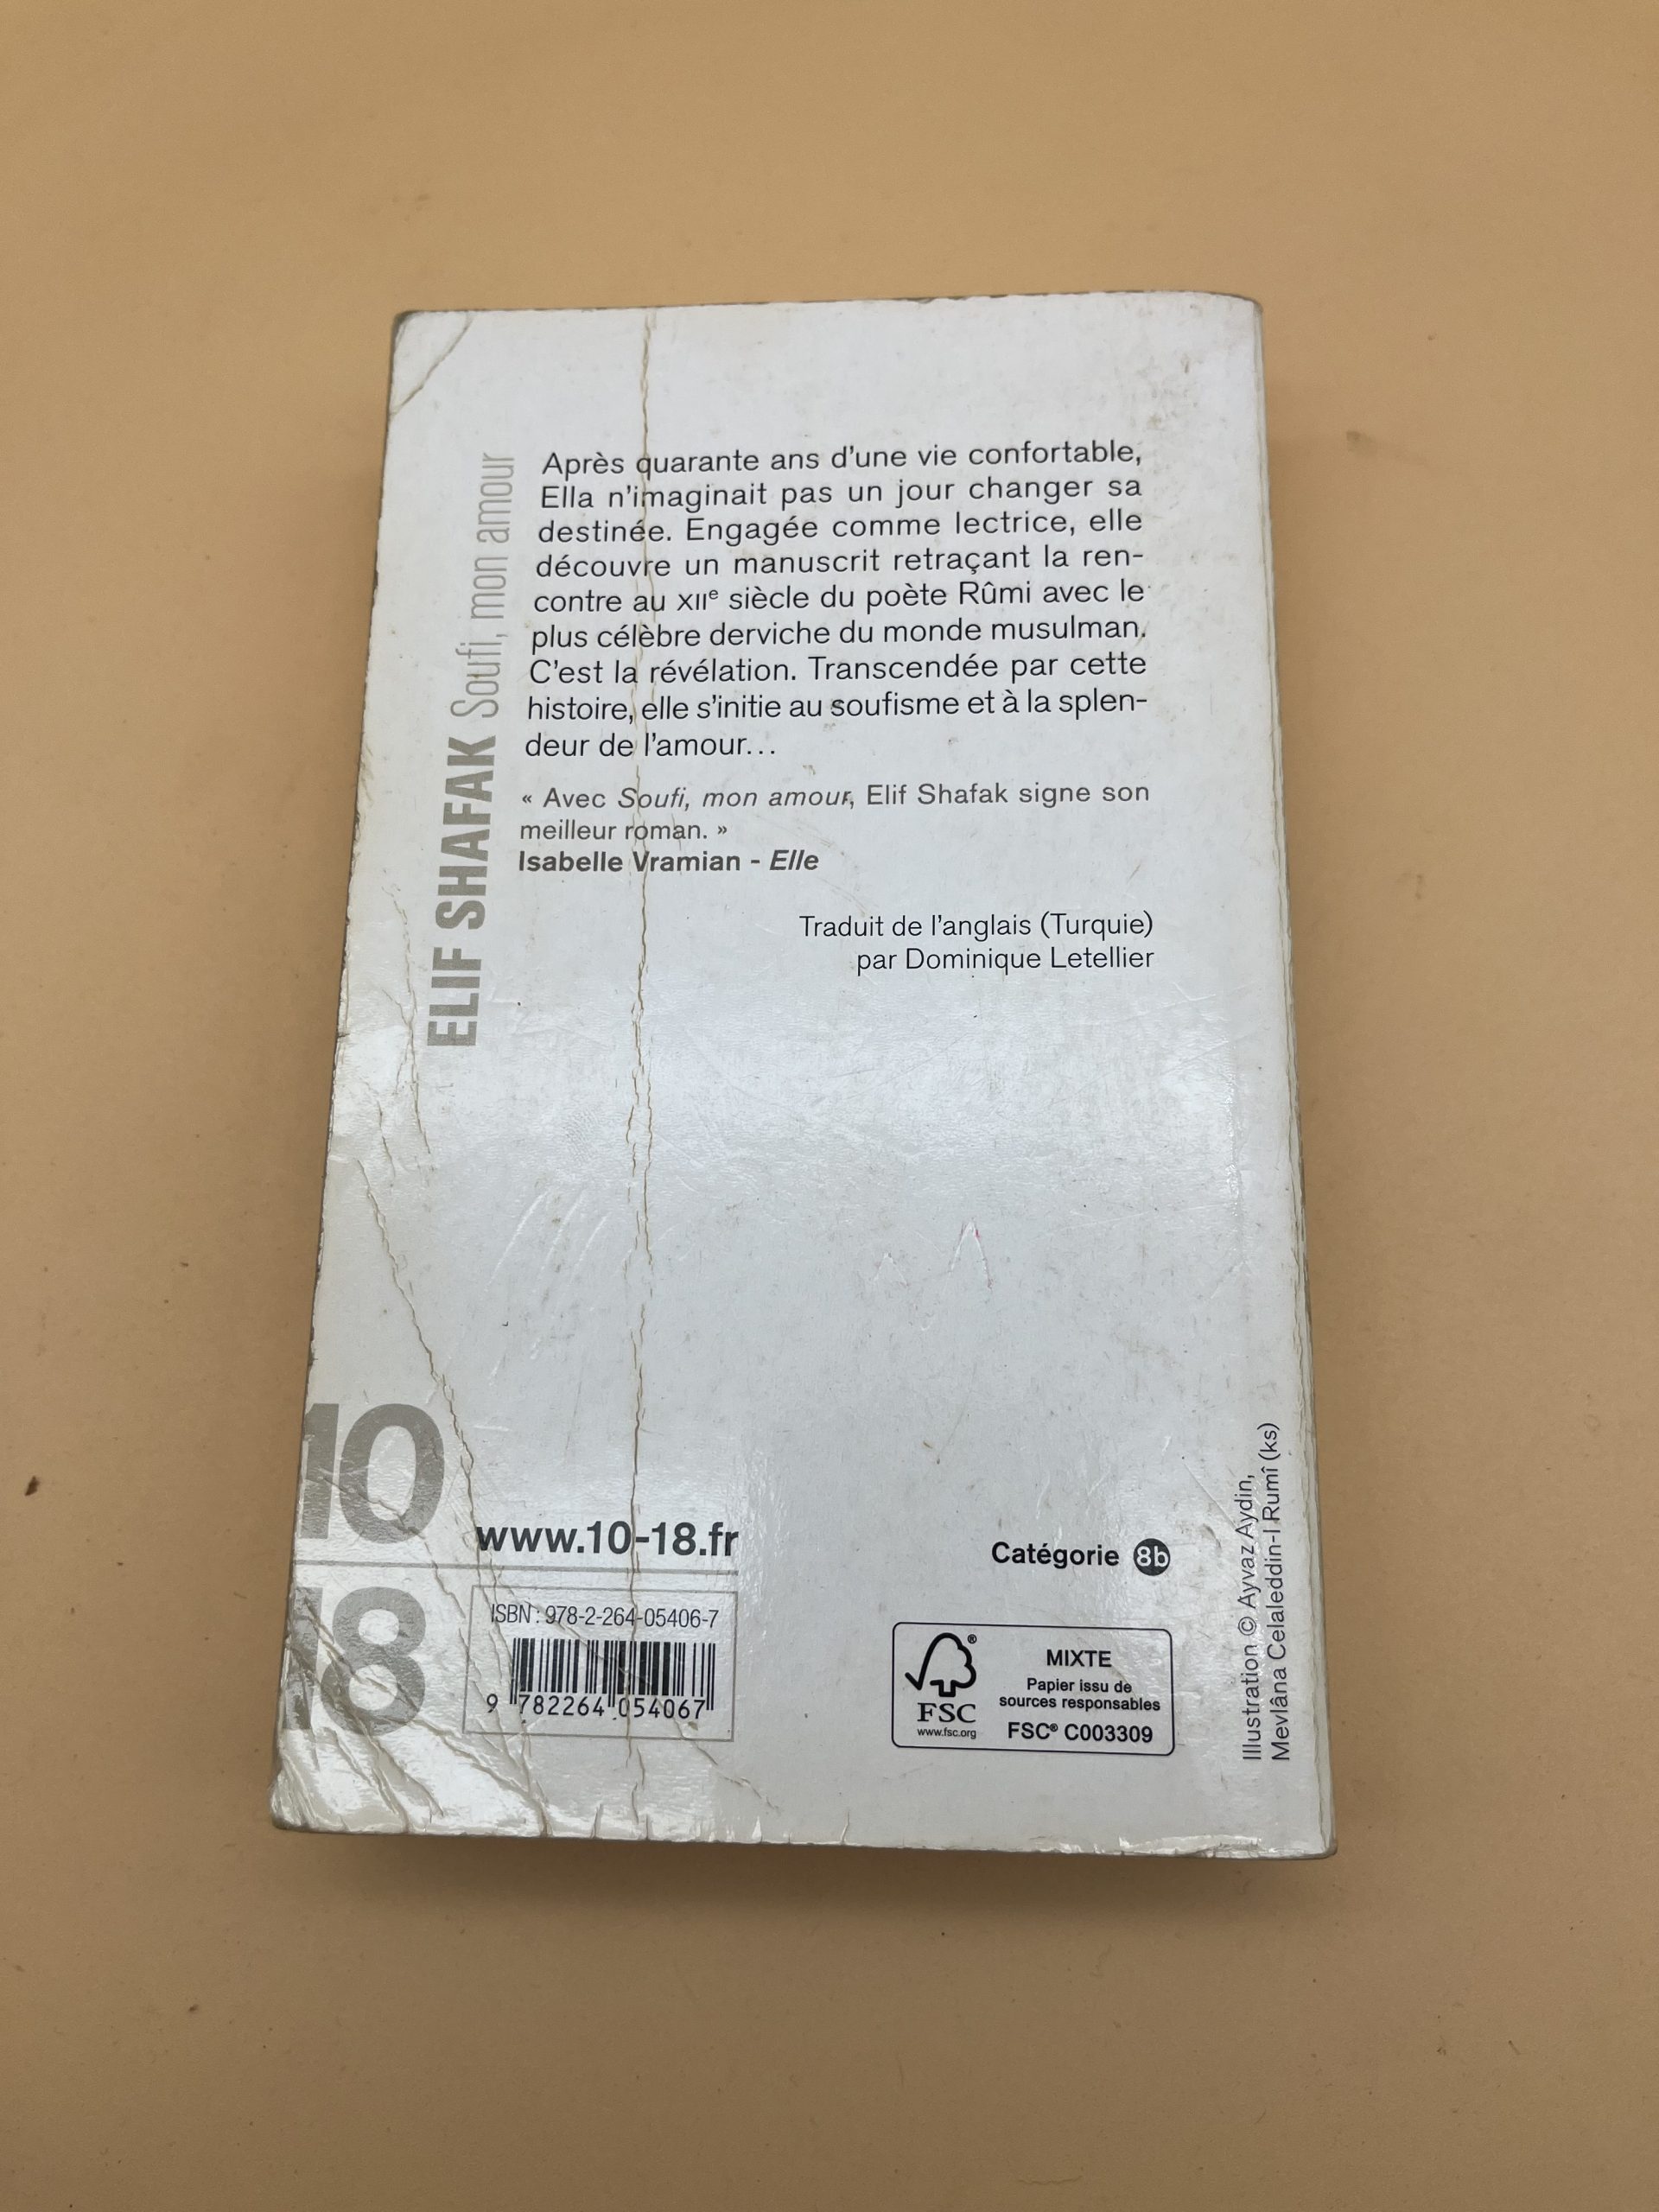 ELIF SHAFAK Soufi, mon amour
Après quarante ans d'une vie confortable,
Ella n'imaginait pas un jour changer sa
destinée. Engagée comme lectrice, elle
découvre un manuscrit retraçant la ren-
contre au XIIe siècle du poète Rûmi avec le
plus célèbre derviche du monde musulman.
C'est la révélation. Transcendée par cette
histoire, elle s'initie au soufisme et à la splen-
deur de l'amour…
« Avec Soufi, mon amour, Elif Shafak signe son
meilleur roman. »
Isabelle Vramian - Elle
Traduit de l'anglais (Turquie)
par Dominique Letellier
10
18
www.10-18.fr
ISBN : 978-2-264-05406-7
9 782264 054067
Catégorie 8b
FSC
www.fsc.org
MIXTE
Papier issu de
sources responsables
FSC® C003309
Illustration © Ayvaz Aydin,
Mevlâna Celaleddin-I Rumî (ks)